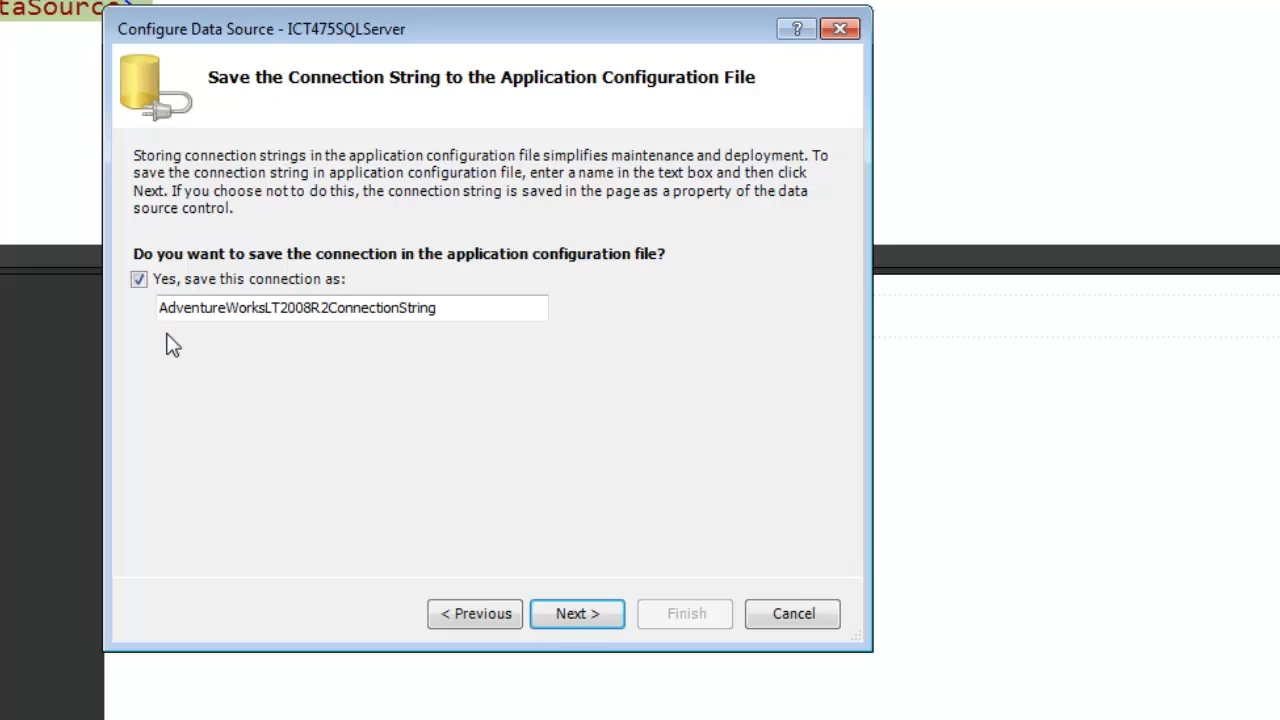 taSource>
Configure Data Source - ICT475SQLServer
?
Save the Connection String to the Application Configuration File
Storing connection strings in the application configuration file simplifies maintenance and deployment. To
save the connection string in application configuration file, enter a name in the text box and then click
Next. If you choose not to do this, the connection string is saved in the page as a property of the data
source control.
Do you want to save the connection in the application configuration file?
Yes, save this connection as:
AdventureWorksLT2008R2ConnectionString
< Previous
Next >
Finish
Cancel